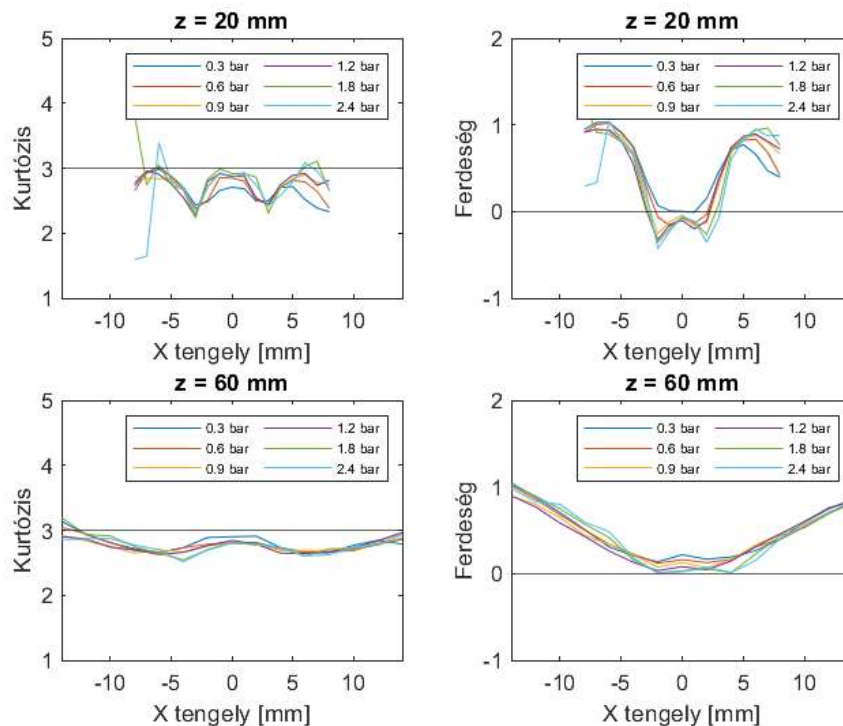 z = 20 mm
5
4
3
2
1
Kurtózis
0.3 bar
0.6 bar
0.9 bar
1.2 bar
1.8 bar
2.4 bar
-10 -5 0 5 10
X tengely [mm]
z = 20 mm
2
1
0
-1
Ferdeség
0.3 bar
0.6 bar
0.9 bar
1.2 bar
1.8 bar
2.4 bar
-10 -5 0 5 10
X tengely [mm]
z = 60 mm
5
4
3
2
1
Kurtózis
0.3 bar
0.6 bar
0.9 bar
1.2 bar
1.8 bar
2.4 bar
-10 -5 0 5 10
X tengely [mm]
z = 60 mm
2
1
0
-1
Ferdeség
0.3 bar
0.6 bar
0.9 bar
1.2 bar
1.8 bar
2.4 bar
-10 -5 0 5 10
X tengely [mm]